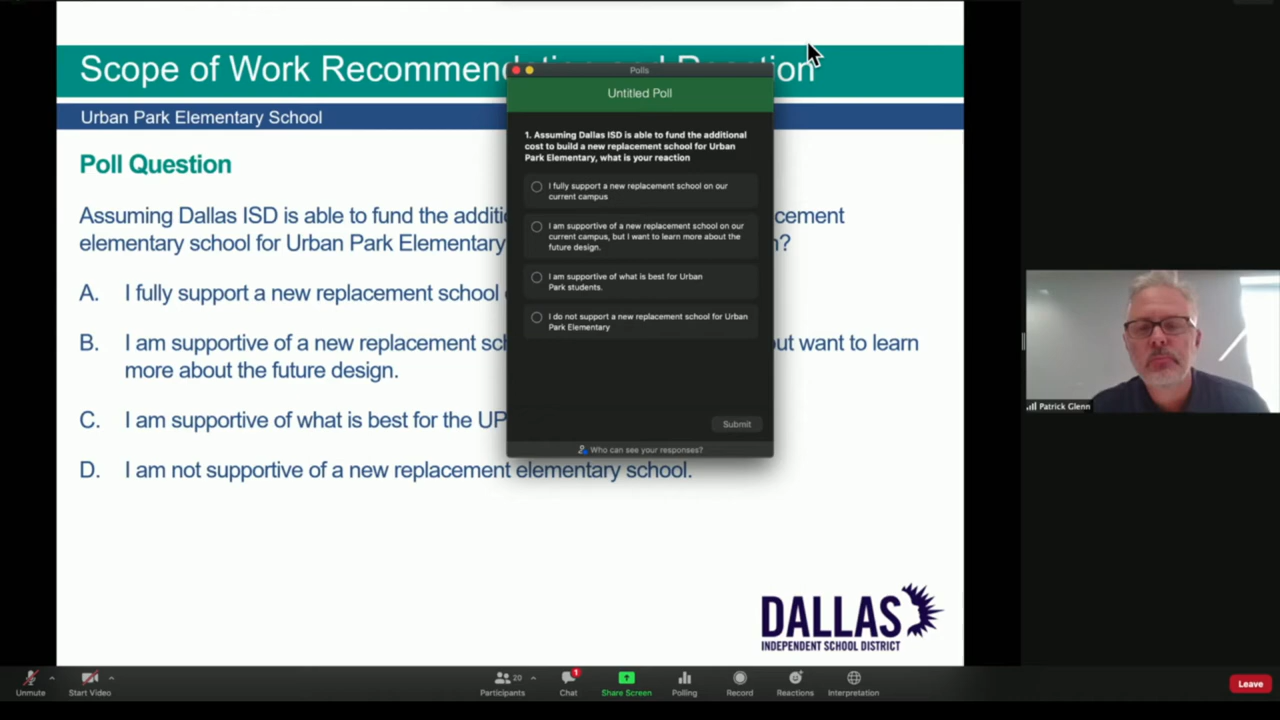 Scope of Work Recommendation and Reaction
Urban Park Elementary School
Poll Question
Assuming Dallas ISD is able to fund the additi
cement
elementary school for Urban Park Elementary
n?
A. I fully support a new replacement school
B. I am supportive of a new replacement sch
ut want to learn
more about the future design.
C. I am supportive of what is best for the UP
D. I am not supportive of a new replacement elementary school.
DALLAS
INDEPENDENT SCHOOL DISTRICT
Polls
Untitled Poll
1. Assuming Dallas ISD is able to fund the additional
cost to build a new replacement school for Urban
Park Elementary, what is your reaction
I fully support a new replacement school on our
current campus
I am supportive of a new replacement school on our
current campus, but I want to learn more about the
future design.
I am supportive of what is best for Urban
Park students.
I do not support a new replacement school for Urban
Park Elementary
Submit
Who can see your responses?
Patrick Glenn
Unmute
Start Video
20
Participants
1
Chat
Share Screen
Polling
Record
Reactions
Interpretation
Leave